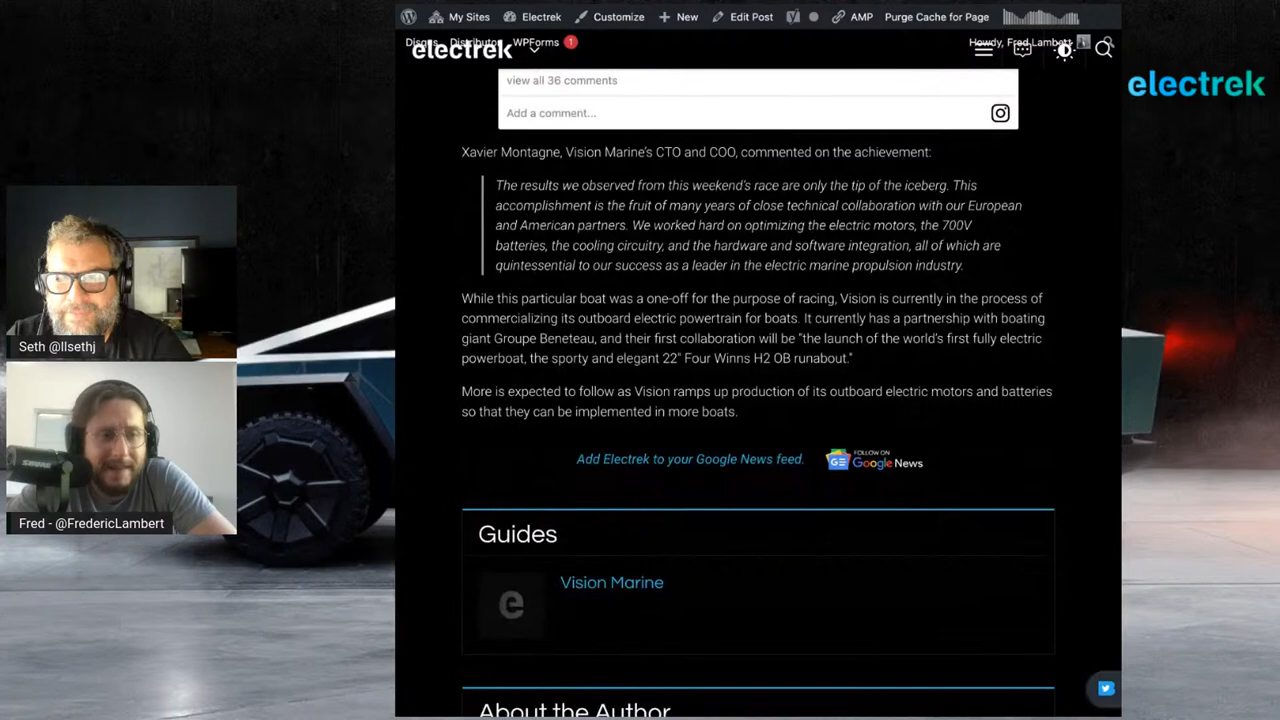 My Sites Electrek Customize + New Edit Post AMP Purge Cache for Page
Disqus Distributor WPForms 1 Howdy, Fred Lambert
electrek
electrek
view all 36 comments
Add a comment...
Xavier Montagne, Vision Marine's CTO and COO, commented on the achievement:
The results we observed from this weekend's race are only the tip of the iceberg. This
accomplishment is the fruit of many years of close technical collaboration with our European
and American partners. We worked hard on optimizing the electric motors, the 700V
batteries, the cooling circuitry, and the hardware and software integration, all of which are
quintessential to our success as a leader in the electric marine propulsion industry.
While this particular boat was a one-off for the purpose of racing, Vision is currently in the process of
commercializing its outboard electric powertrain for boats. It currently has a partnership with boating
giant Groupe Beneteau, and their first collaboration will be "the launch of the world's first fully electric
powerboat, the sporty and elegant 22" Four Winns H2 OB runabout."
More is expected to follow as Vision ramps up production of its outboard electric motors and batteries
so that they can be implemented in more boats.
Add Electrek to your Google News feed.
GE FOLLOW ON
Google News
Guides
e Vision Marine
About the Author
Seth @llsethj
SHURE
Fred - @FredericLambert